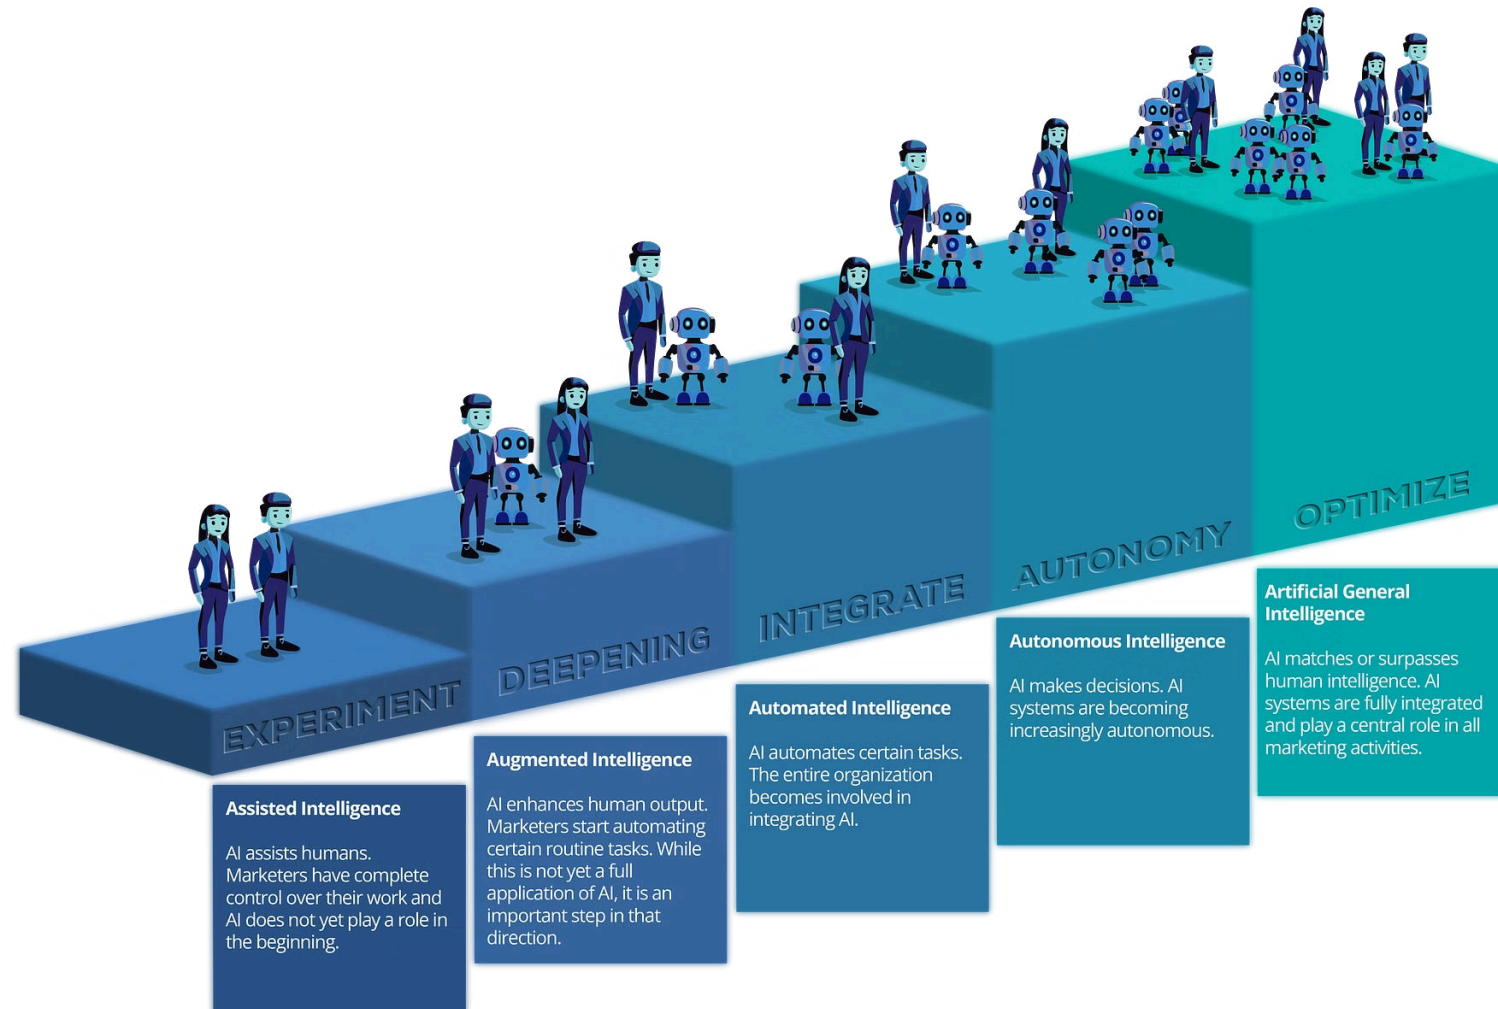 EXPERIMENT
DEEPENING
INTEGRATE
AUTONOMY
OPTIMIZE
Assisted Intelligence
AI assists humans.
Marketers have complete
control over their work and
AI does not yet play a role in
the beginning.
Augmented Intelligence
AI enhances human output.
Marketers start automating
certain routine tasks. While
this is not yet a full
application of AI, it is an
important step in that
direction.
Automated Intelligence
AI automates certain tasks.
The entire organization
becomes involved in
integrating AI.
Autonomous Intelligence
AI makes decisions. AI
systems are becoming
increasingly autonomous.
Artificial General
Intelligence
AI matches or surpasses
human intelligence. AI
systems are fully integrated
and play a central role in all
marketing activities.